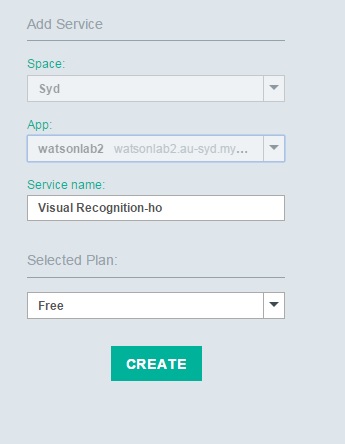 Add Service
Space:
Syd
App:
watsonlab2 watsonlab2.au-syd.my...
Service name:
Visual Recognition-ho
Selected Plan:
Free
CREATE